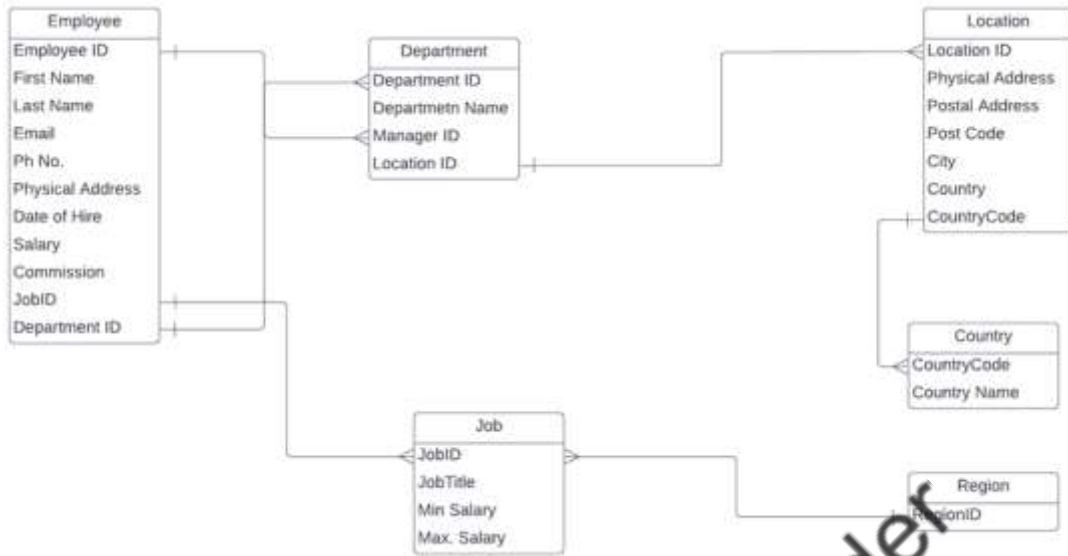 Employee
Employee ID
First Name
Last Name
Email
Ph No.
Physical Address
Date of Hire
Salary
Commission
JobID
Department ID
Department
Department ID
Departmetn Name
Manager ID
Location ID
Location
Location ID
Physical Address
Postal Address
Post Code
City
Country
CountryCode
Country
CountryCode
Country Name
Job
JobID
JobTitle
Min Salary
Max. Salary
Region
RegionID